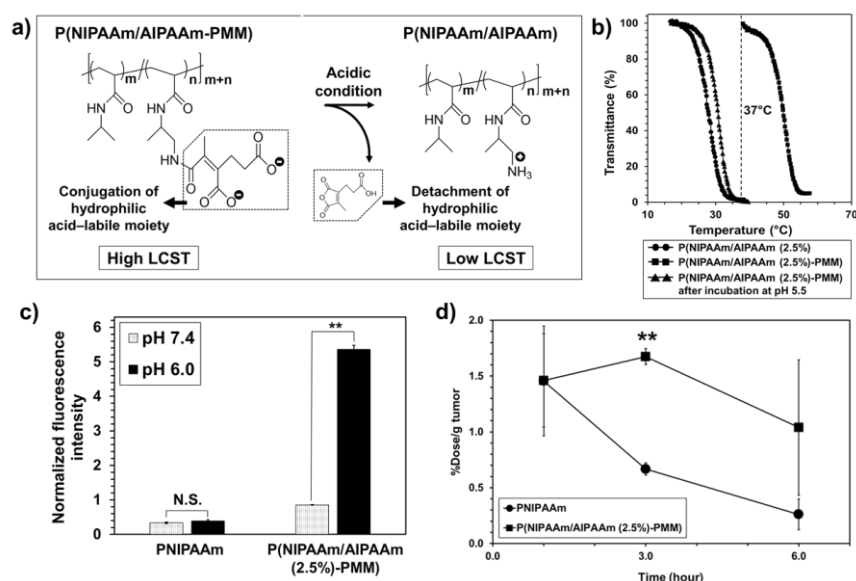 a)
P(NIPAAm/AIPAAm-PMM)
P(NIPAAm/AIPAAm)
m
n
m+n
Acidic
condition
m
n
m+n
HN
O
HN
O
HN
O
HN
O
HN
O
O
O
O
O
O
O
O
OH
NH3
Conjugation of
hydrophilic
acid–labile moiety
Detachment of
hydrophilic
acid–labile moiety
High LCST
Low LCST
b)
Transmittance (%)
100
80
60
40
20
0
37°C
10
30
50
70
Temperature (°C)
P(NIPAAm/AIPAAm (2.5%)
P(NIPAAm/AIPAAm (2.5%)-PMM)
P(NIPAAm/AIPAAm (2.5%)-PMM)
after incubation at pH 5.5
c)
Normalized fluorescence
intensity
6
5
4
3
2
1
0
pH 7.4
pH 6.0
N.S.
**
PNIPAAm
P(NIPAAm/AIPAAm
(2.5%)-PMM)
d)
%Dose/g tumor
2.0
1.5
1.0
0.5
0.0
**
PNIPAAm
P(NIPAAm/AIPAAm (2.5%)-PMM)
0.0
3.0
6.0
Time (hour)